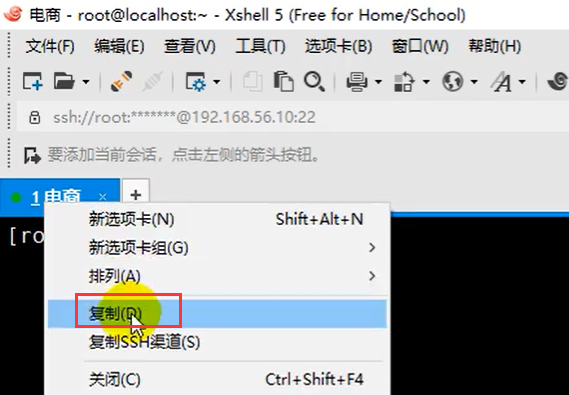 电商 - root@localhost:~ - Xshell 5 (Free for Home/School)
文件(F) 编辑(E) 查看(V) 工具(T) 选项卡(B) 窗口(W) 帮助(H)
ssh://root:*******@192.168.56.10:22
要添加当前会话，点击左侧的箭头按钮。
1 电商 × +
[ro
新选项卡(N) Shift+Alt+N
新选项卡组(G) >
排列(A) >
复制(D)
复制SSH渠道(S)
关闭(C) Ctrl+Shift+F4